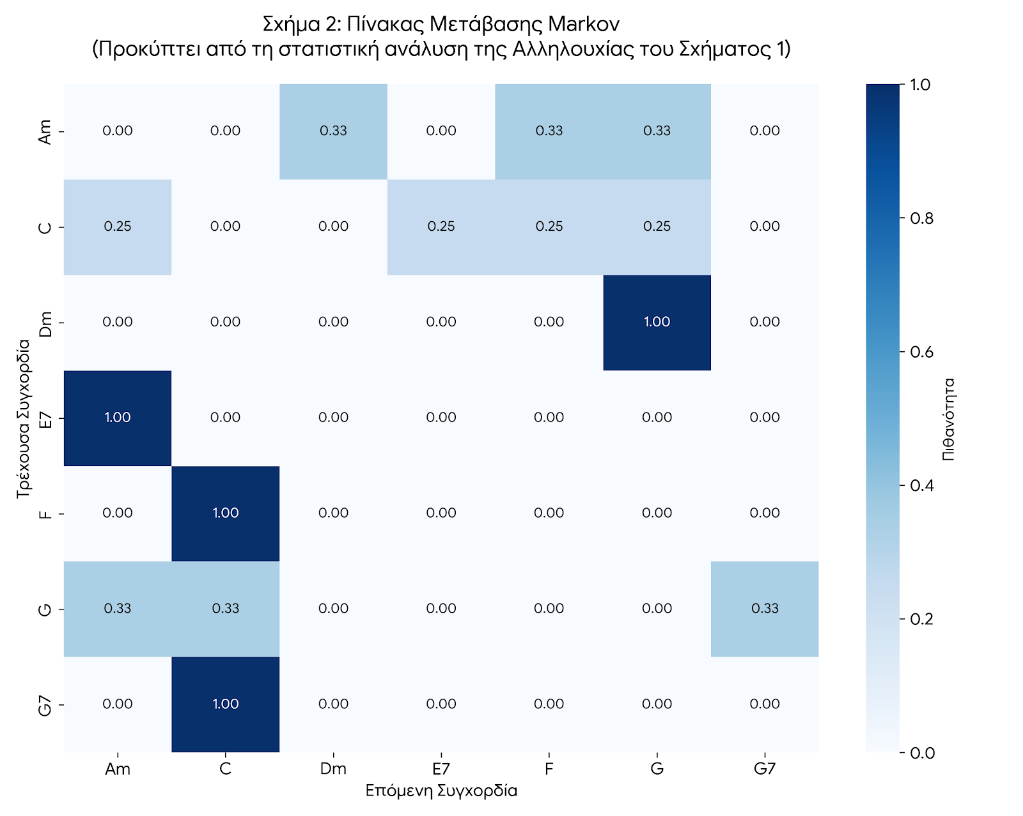 Σχήμα 2: Πίνακας Μετάβασης Markov
(Προκύπτει από τη στατιστική ανάλυση της Αλληλουχίας του Σχήματος 1)
Τρέχουσα Συγχορδία
Am 0.00 0.00 0.33 0.00 0.33 0.33 0.00
C 0.25 0.00 0.00 0.25 0.25 0.25 0.00
Dm 0.00 0.00 0.00 0.00 0.00 1.00 0.00
E7 1.00 0.00 0.00 0.00 0.00 0.00 0.00
F 0.00 1.00 0.00 0.00 0.00 0.00 0.00
G 0.33 0.33 0.00 0.00 0.00 0.00 0.33
G7 0.00 1.00 0.00 0.00 0.00 0.00 0.00
Am C Dm E7 F G G7
Επόμενη Συγχορδία
1.0
0.8
0.6
0.4
0.2
0.0
Πιθανότητα